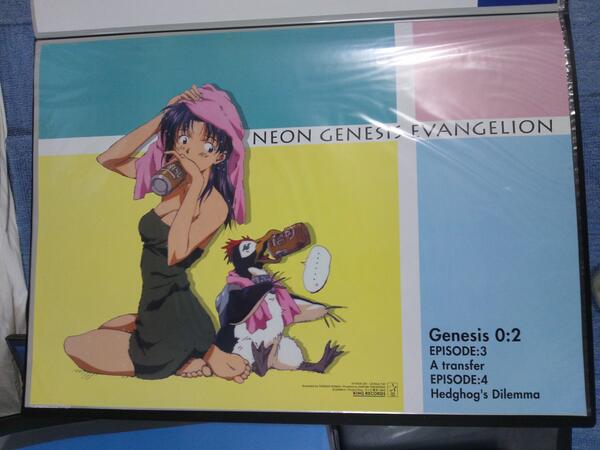 NEON GENESIS EVANGELION
Genesis 0:2
EPISODE:3
A transfer
EPISODE:4
Hedghog's Dilemma
KING RECORDS